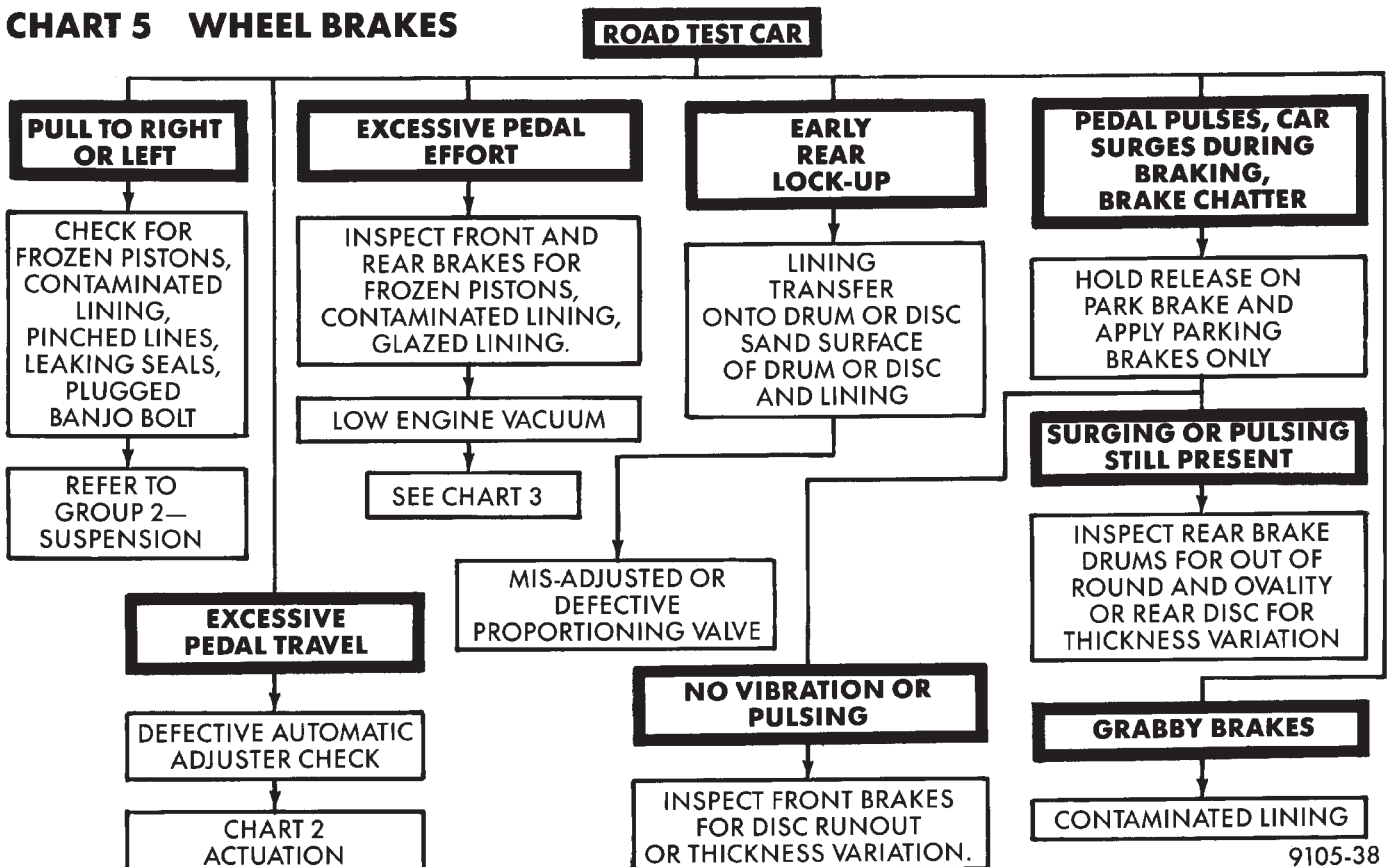 CHART 5 WHEEL BRAKES
ROAD TEST CAR
PULL TO RIGHT
OR LEFT
CHECK FOR
FROZEN PISTONS,
CONTAMINATED
LINING,
PINCHED LINES,
LEAKING SEALS,
PLUGGED
BANJO BOLT
REFER TO
GROUP 2—
SUSPENSION
EXCESSIVE
PEDAL TRAVEL
DEFECTIVE AUTOMATIC
ADJUSTER CHECK
CHART 2
ACTUATION
EXCESSIVE PEDAL
EFFORT
INSPECT FRONT AND
REAR BRAKES FOR
FROZEN PISTONS,
CONTAMINATED LINING,
GLAZED LINING.
LOW ENGINE VACUUM
SEE CHART 3
EARLY
REAR
LOCK-UP
LINING
TRANSFER
ONTO DRUM OR DISC
SAND SURFACE
OF DRUM OR DISC
AND LINING
MIS-ADJUSTED OR
DEFECTIVE
PROPORTIONING VALVE
PEDAL PULSES, CAR
SURGES DURING
BRAKING,
BRAKE CHATTER
HOLD RELEASE ON
PARK BRAKE AND
APPLY PARKING
BRAKES ONLY
SURGING OR PULSING
STILL PRESENT
INSPECT REAR BRAKE
DRUMS FOR OUT OF
ROUND AND OVALITY
OR REAR DISC FOR
THICKNESS VARIATION
NO VIBRATION OR
PULSING
INSPECT FRONT BRAKES
FOR DISC RUNOUT
OR THICKNESS VARIATION.
GRABBY BRAKES
CONTAMINATED LINING
9105-38